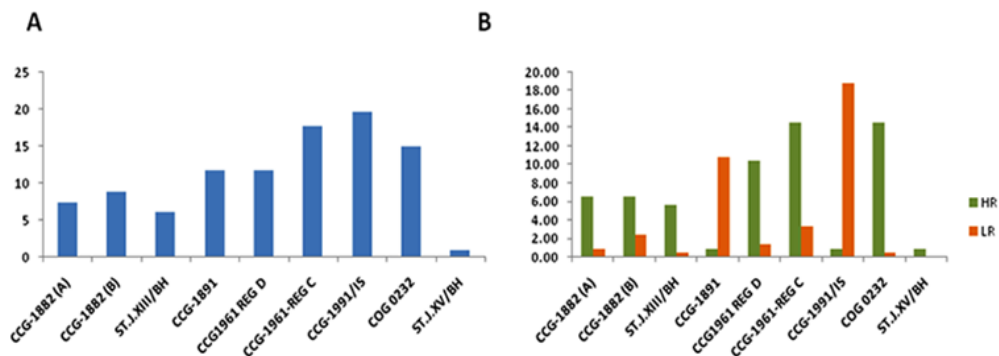 A
25
20
15
10
5
0
CCG-1882 (A)
CCG-1882 (B)
ST.J.XIII/BH
CCG-1891
CCG1961 REG D
CCG-1961-REG C
CCG-1991/IS
COG 0232
ST.J.XV/BH
B
20.00
18.00
16.00
14.00
12.00
10.00
8.00
6.00
4.00
2.00
0.00
CCG-1882 (A)
CCG-1882 (B)
ST.J.XIII/BH
CCG-1891
CCG1961 REG D
CCG-1961-REG C
CCG-1991/IS
COG 0232
ST.J.XV/BH
HR
LR